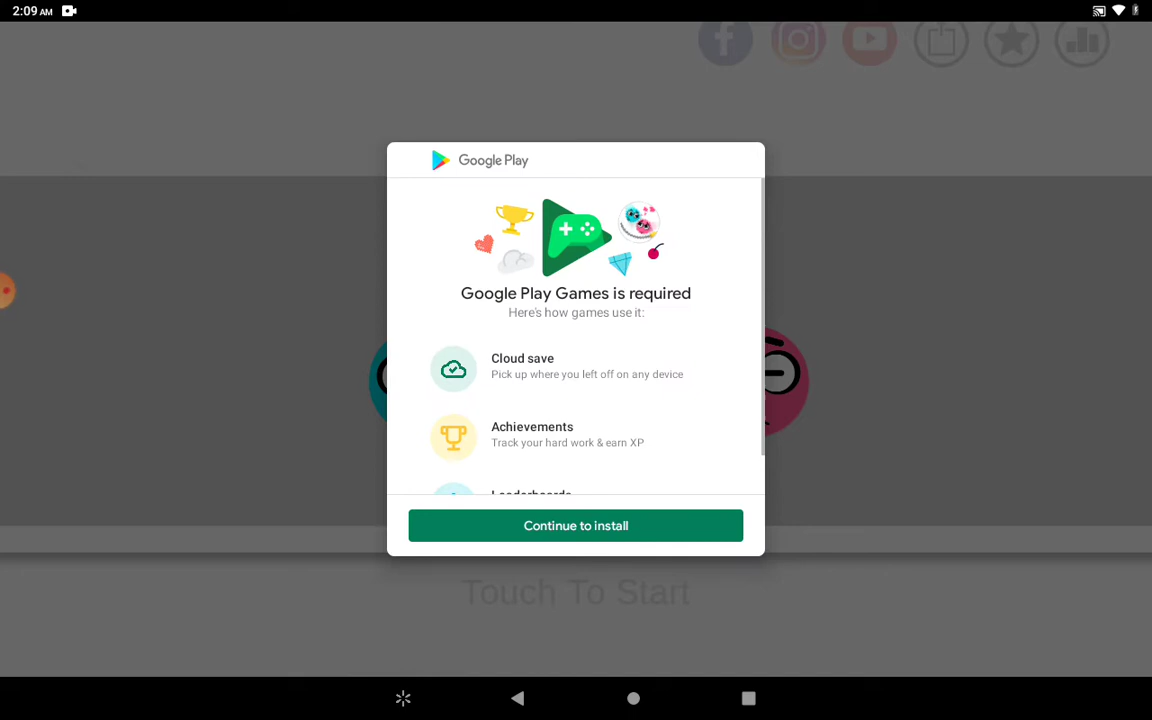 2:09 AM
Google Play
Google Play Games is required
Here's how games use it:
Cloud save
Pick up where you left off on any device
Achievements
Track your hard work & earn XP
Leaderboards
Continue to install
Touch To Start